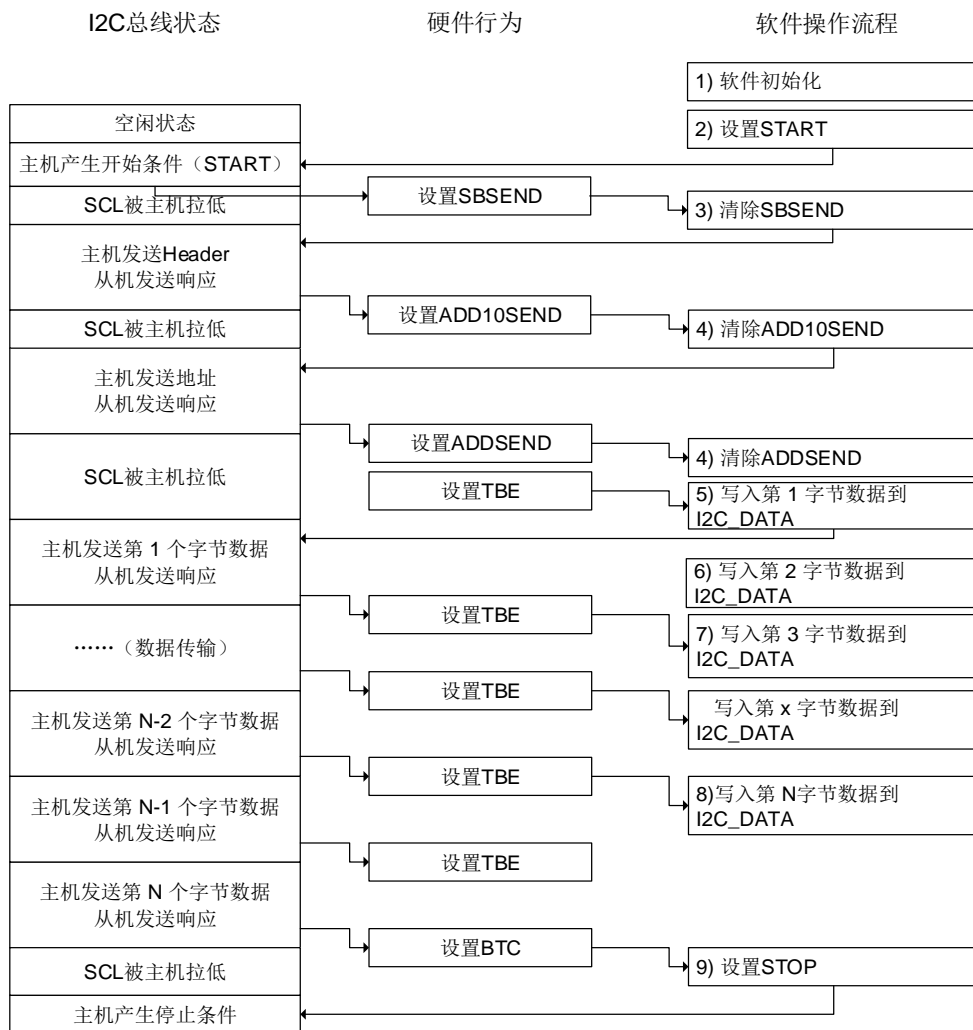 I2C总线状态
硬件行为
软件操作流程
1) 软件初始化
空闲状态
2) 设置START
主机产生开始条件（START）
设置SBSEND
SCL被主机拉低
3) 清除SBSEND
主机发送Header
从机发送响应
设置ADD10SEND
SCL被主机拉低
4) 清除ADD10SEND
主机发送地址
从机发送响应
设置ADDSEND
4) 清除ADDSEND
SCL被主机拉低
设置TBE
5) 写入第 1 字节数据到
I2C_DATA
主机发送第 1 个字节数据
从机发送响应
6) 写入第 2 字节数据到
I2C_DATA
设置TBE
7) 写入第 3 字节数据到
I2C_DATA
……（数据传输）
设置TBE
写入第 x 字节数据到
I2C_DATA
主机发送第 N-2 个字节数据
从机发送响应
设置TBE
8)写入第 N字节数据到
I2C_DATA
主机发送第 N-1 个字节数据
从机发送响应
设置TBE
主机发送第 N 个字节数据
从机发送响应
设置BTC
SCL被主机拉低
9) 设置STOP
主机产生停止条件